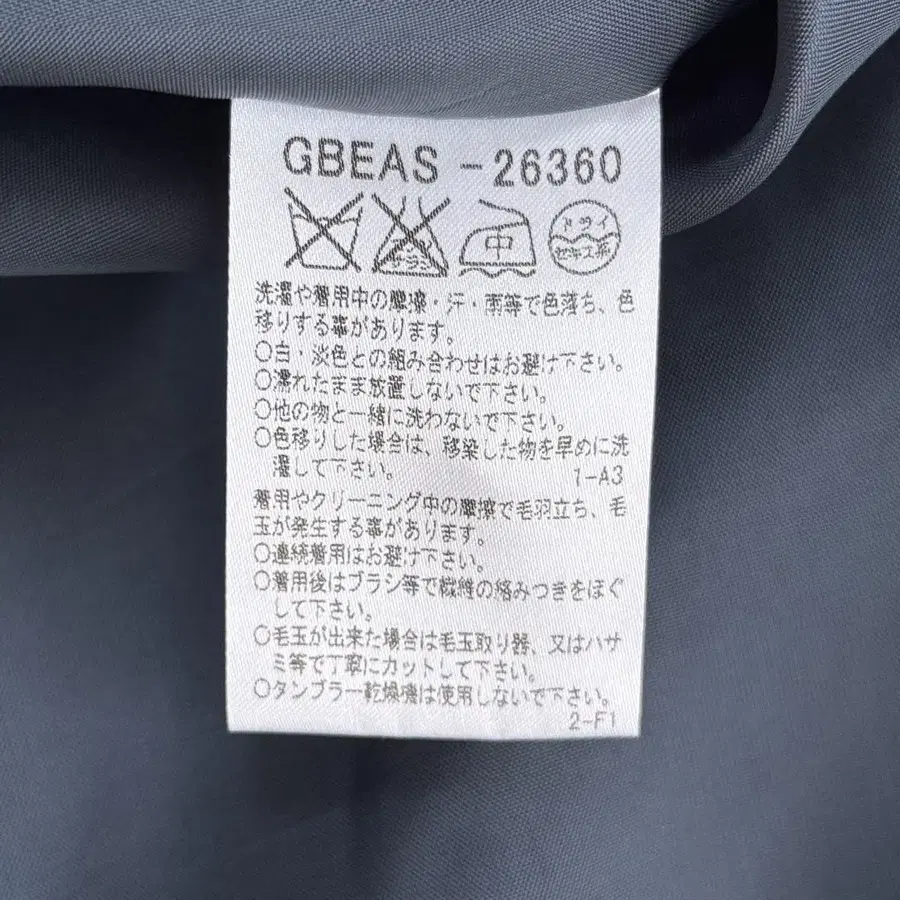 GBEAS-26360
中
ドライ
セキユ系
洗濯や着用中の摩擦・汗・雨等で色落ち、色
移りする事があります。
○白・淡色との組み合わせはお避け下さい。
○濡れたまま放置しないで下さい。
○他の物と一緒に洗わないで下さい。
○色移りした場合は、移染した物を早めに洗
濯して下さい。
1-A3
着用やクリーニング中の摩擦で毛羽立ち、毛
玉が発生する事があります。
○連続着用はお避け下さい。
○着用後はブラシ等で繊維の絡みつきをほぐ
して下さい。
○毛玉が出来た場合は毛玉取り器、又はハサ
ミ等で丁寧にカットして下さい。
○タンブラー乾燥機は使用しないで下さい。
2-F1